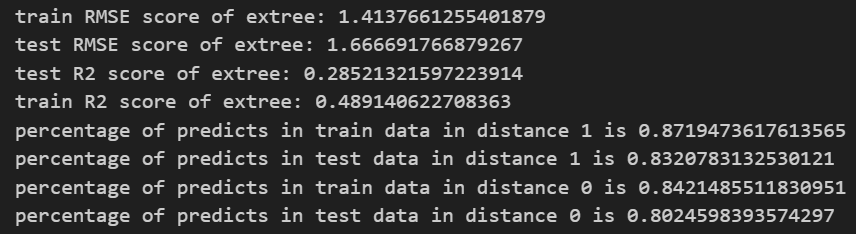 train RMSE score of extree: 1.4137661255401879
test RMSE score of extree: 1.666691766879267
test R2 score of extree: 0.28521321597223914
train R2 score of extree: 0.489140622708363
percentage of predicts in train data in distance 1 is 0.8719473617613565
percentage of predicts in test data in distance 1 is 0.8320783132530121
percentage of predicts in train data in distance 0 is 0.8421485511830951
percentage of predicts in test data in distance 0 is 0.8024598393574297